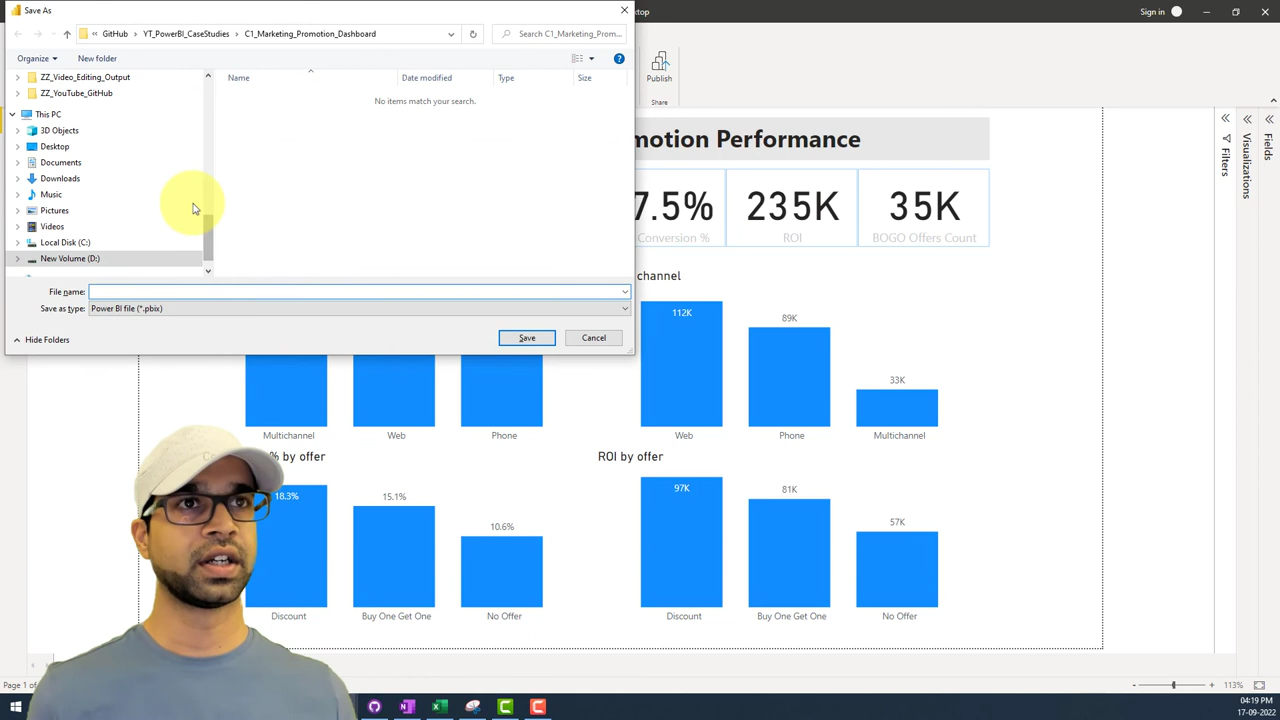 Save As
ktop
Sign in
GitHub > YT_PowerBI_CaseStudies > C1_Marketing_Promotion_Dashboard
Search C1_Marketing_Prom...
Organize
New folder
Publish
Share
Name
Date modified
Type
Size
No items match your search.
ZZ_Video_Editing_Output
ZZ_YouTube_GitHub
This PC
3D Objects
Desktop
Documents
Downloads
Music
Pictures
Videos
Local Disk (C:)
New Volume (D:)
File name:
Save as type: Power BI file (*.pbix)
Hide Folders
Save
Cancel
motion Performance
7.5%
235K
35K
Conversion %
ROI
BOGO Offers Count
channel
112K
89K
33K
Multichannel
Web
Phone
Web
Phone
Multichannel
% by offer
ROI by offer
18.3%
15.1%
10.6%
97K
81K
57K
Discount
Buy One Get One
No Offer
Discount
Buy One Get One
No Offer
Filters
Visualizations
Fields
Page 1 of
113%
04:19 PM
17-09-2022